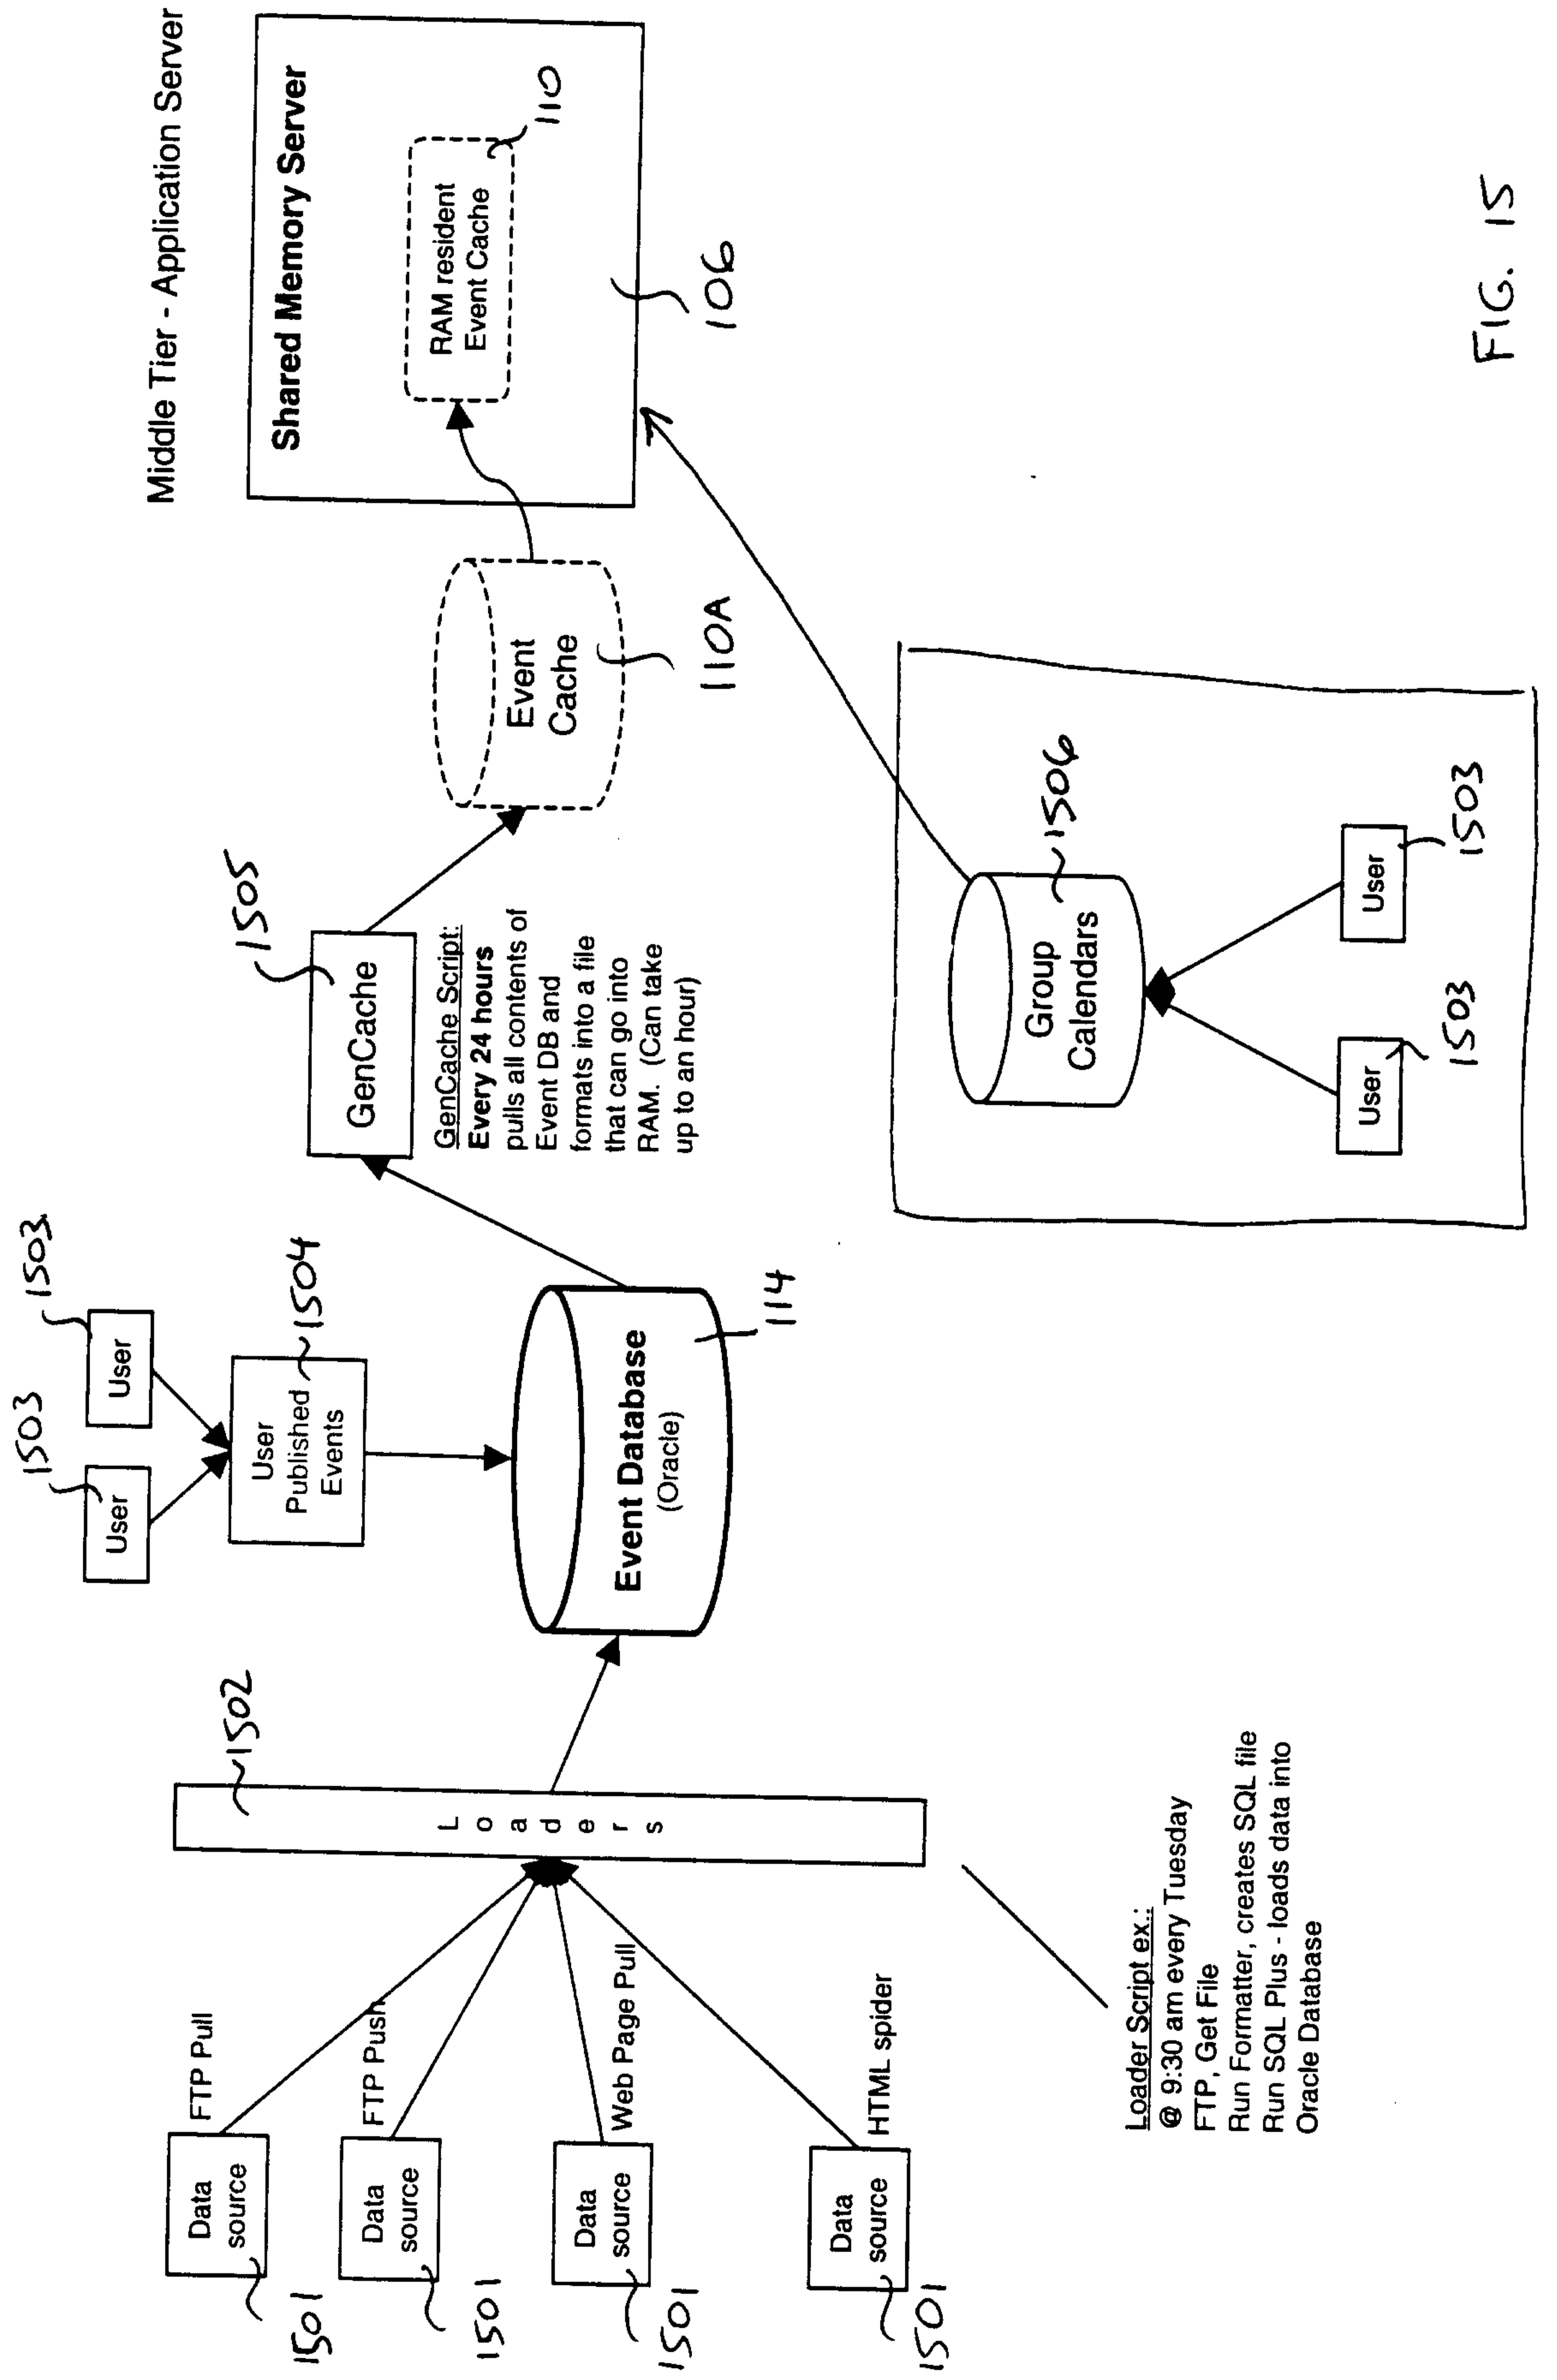 Middle Tier - Application Server
Shared Memory Server
RAM resident
Event Cache
110
106
Event
Cache
110A
1505
GenCache
GenCache Script:
Every 24 hours
pulls all contents of
Event DB and
formats into a file
that can go into
RAM. (Can take
up to an hour)
1503
1503
User
User
1504
User
Published
Events
Event Database
(Oracle)
114
1502
Loaders
FTP Pull
Data
source
1501
FTP Push
Data
source
1501
Web Page Pull
Data
source
1501
HTML spider
Data
source
1501
Loader Script ex.:
@ 9:30 am every Tuesday
FTP, Get File
Run Formatter, creates SQL file
Run SQL Plus - loads data into
Oracle Database
Group
Calendars
1506
User
1503
User
1503
FIG. 15